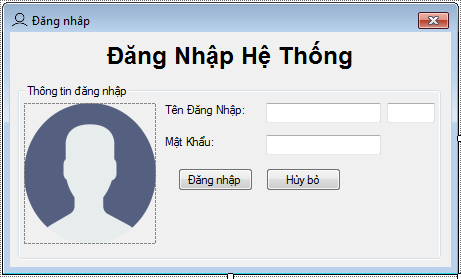 Đăng nhập
Đăng Nhập Hệ Thống
Thông tin đăng nhập
Tên Đăng Nhập:
Mật Khẩu:
Đăng nhập Hủy bỏ